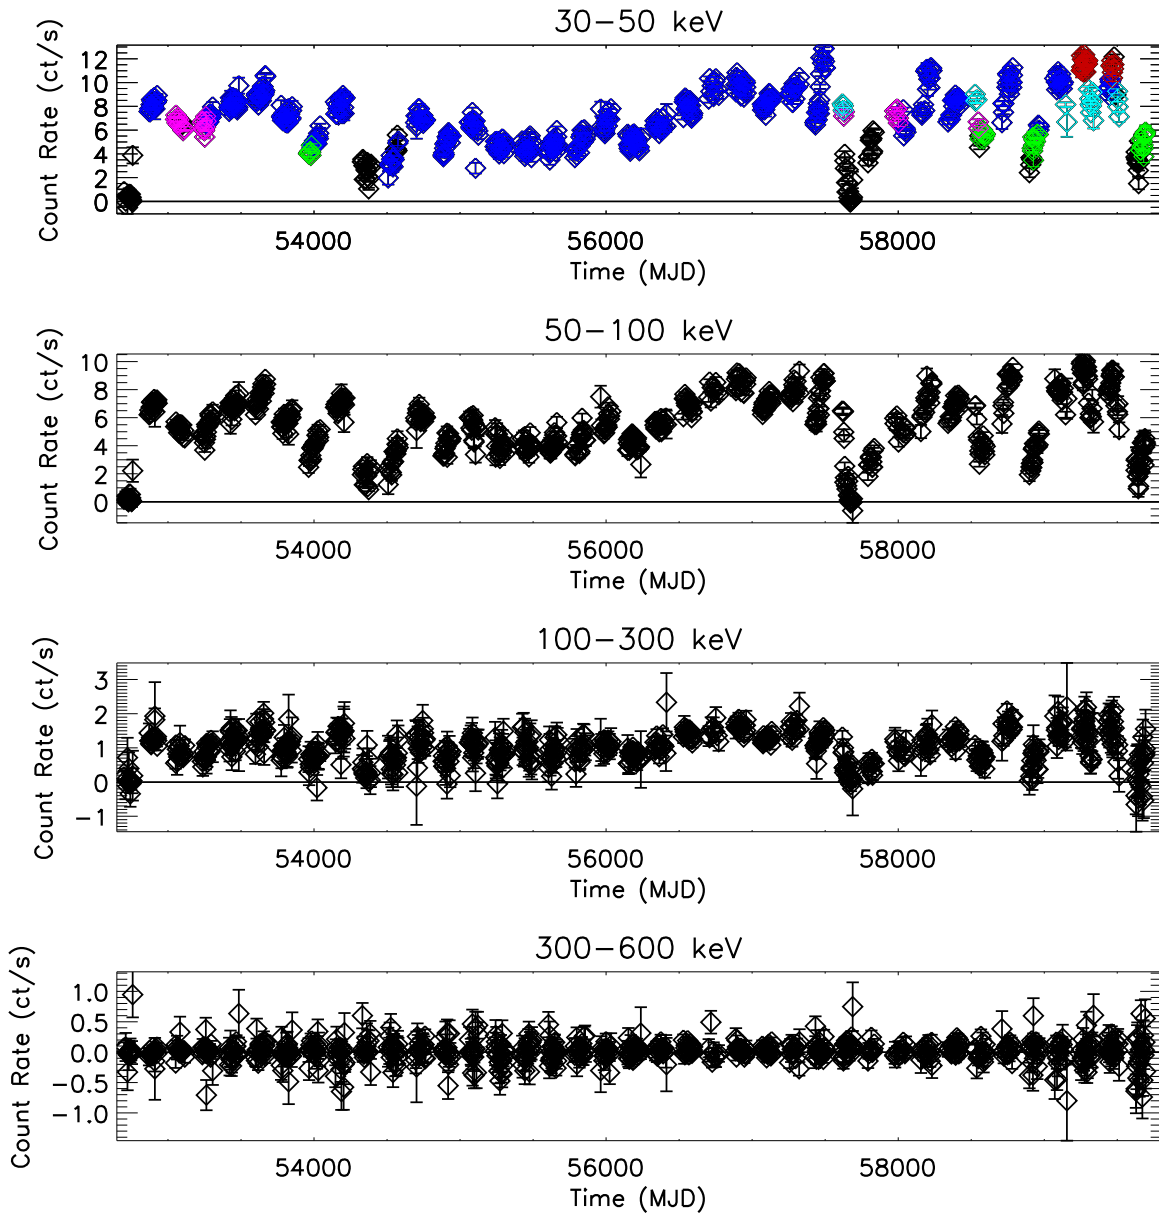 30−50 keV
Count Rate (ct/s)
12
10
8
6
4
2
0
54000
56000
58000
Time (MJD)
50−100 keV
Count Rate (ct/s)
10
8
6
4
2
0
54000
56000
58000
Time (MJD)
100−300 keV
Count Rate (ct/s)
3
2
1
0
−1
54000
56000
58000
Time (MJD)
300−600 keV
Count Rate (ct/s)
1.0
0.5
0.0
−0.5
−1.0
54000
56000
58000
Time (MJD)